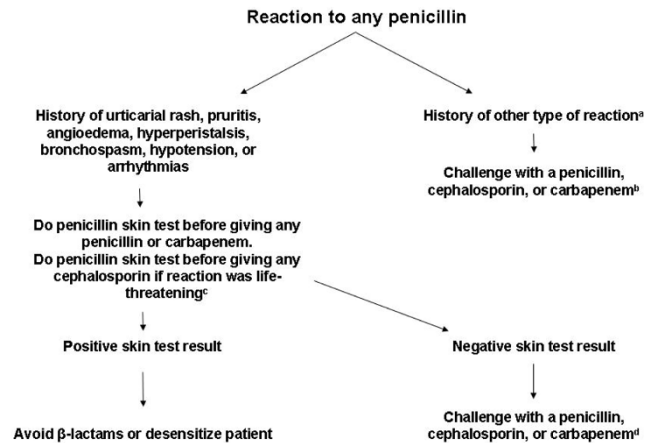 Reaction to any penicillin
History of urticarial rash, pruritis,
angioedema, hyperperistalsis,
bronchospasm, hypotension, or
arrhythmias
History of other type of reactionᵃ
Challenge with a penicillin,
cephalosporin, or carbapenemᵇ
Do penicillin skin test before giving any
penicillin or carbapenem.
Do penicillin skin test before giving any
cephalosporin if reaction was life-
threateningᶜ
Positive skin test result
Negative skin test result
Avoid β-lactams or desensitize patient
Challenge with a penicillin,
cephalosporin, or carbapenemᵈ